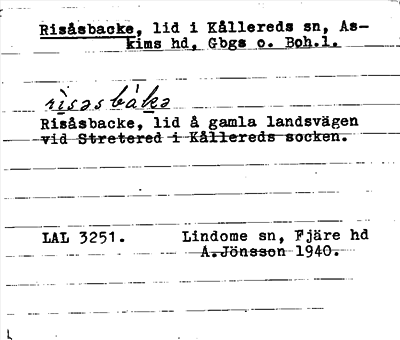 Risåsbacke, lid i Kållereds sn, As-
kims hd, Gbgs o. Boh.l.
risəsbákə
Risåsbacke, lid å gamla landsvägen
vid Stretered i Kållereds socken.
LAL 3251. Lindome sn, Fjäre hd
A.Jönsson 1940.